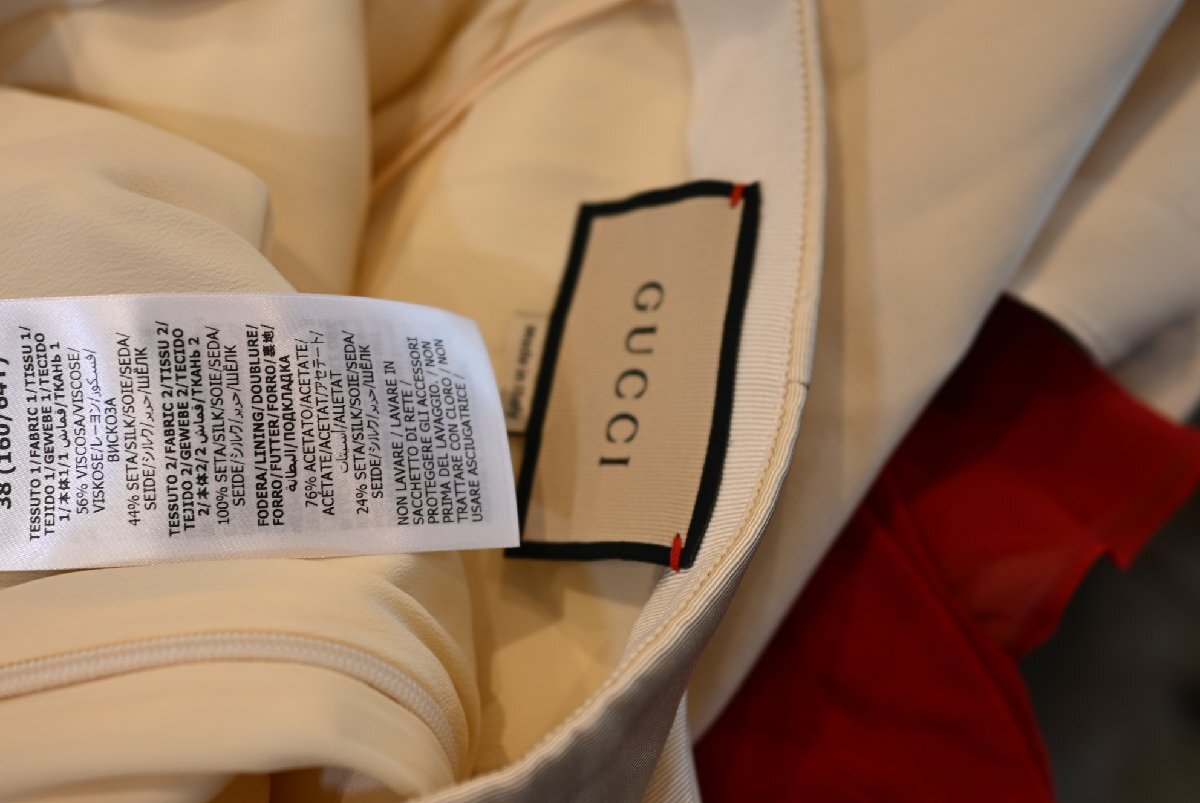 38 (160/64Y)
TESSUTO 1/FABRIC 1/TISSU 1/
TEJIDO 1/GEWEBE 1/TECIDO
1/本体1/1 قماش/ТКАНЬ 1
56% VISCOSA/VISCOSE/
VISKOSE/レーヨン/فسكوز/
ВИСКОЗА
44% SETA/SILK/SOIE/SEDA/
SEIDE/シルク/حرير/ШЁЛК
TESSUTO 2/FABRIC 2/TISSU 2/
TEJIDO 2/GEWEBE 2/TECIDO
2/本体2/2 قماش/ТКАНЬ 2
100% SETA/SILK/SOIE/SEDA/
SEIDE/シルク/حرير/ШЁЛК
FODERA/LINING/DOUBLURE/
FORRO/FUTTER/FORRO/裏地/
البطانة/ПОДКЛАДКА
76% ACETATO/ACETATE/
ACETATE/ACETAT/アセテート/
أسيتات/АЦЕТАТ
24% SETA/SILK/SOIE/SEDA/
SEIDE/シルク/حرير/ШЁЛК
NON LAVARE / LAVARE IN
SACCHETTO DI RETE /
PROTEGGERE GLI ACCESSORI
PRIMA DEL LAVAGGIO. / NON
TRATTARE CON CLORO / NON
USARE ASCIUGATRICE /
GUCCI
made in Italy